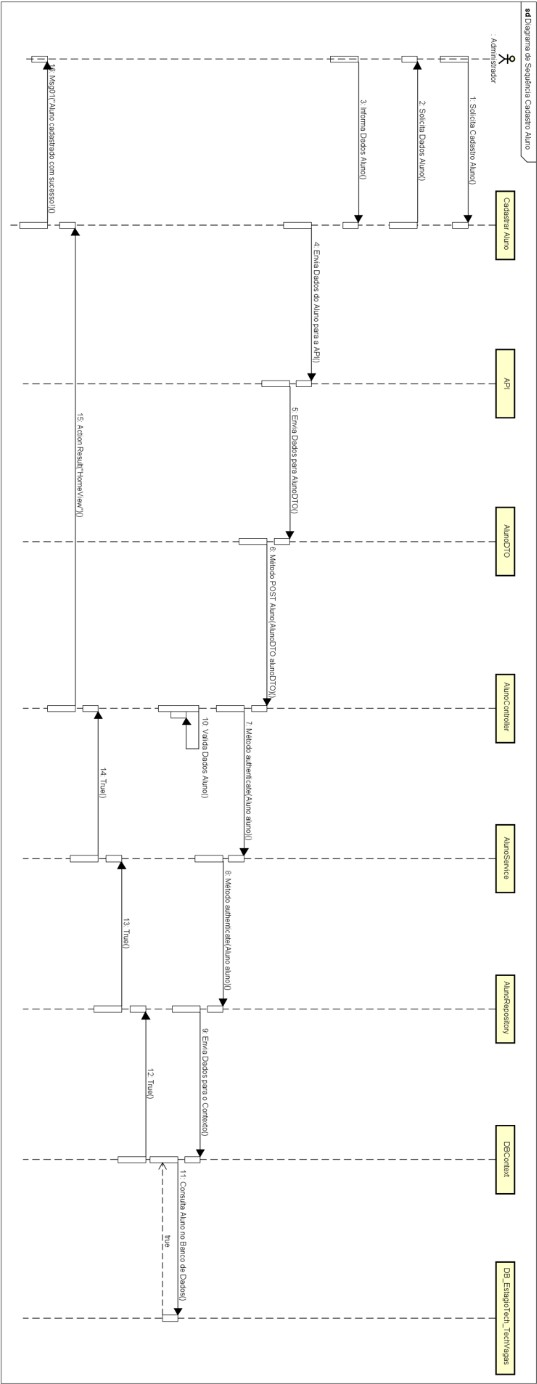 sd Diagrama de Sequência Cadastro Aluno
: Administrador
Cadastrar Aluno
API
AlunoDTO
AlunoController
AlunoService
AlunoRepository
DBContext
DB_EstagioTech_TechVagas
1: Solicita Cadastro Aluno()
2: Solicita Dados Aluno()
3: Informa Dados Aluno()
4: Envia Dados do Aluno para a API()
5: Envia Dados para AlunoDTO()
6: Método POST Aluno(AlunoDTO alunoDTO)()
7: Método authenticate(Aluno aluno)()
8: Método authenticate(Aluno aluno)()
9: Envia Dados para o Contexto()
10: Valida Dados Aluno()
11: Consulta Aluno no Banco de Dados()
true
12: True()
13: True()
14: True()
15: Action Result("HomeView")()
16: Msg01("Aluno cadastrado com sucesso!)()